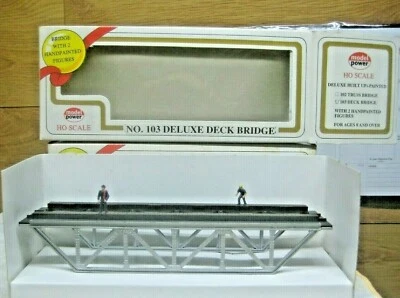 BRIDGE
WITH 2
HANDPAINTED
FIGURES
model
power
HO SCALE
NO. 103 DELUXE DECK BRIDGE
model
power
HO SCALE
DELUXE BUILT UP & PAINTED
102 TRUSS BRIDGE
103 DECK BRIDGE
WITH 2 HANDPAINTED
FIGURES
FOR AGES 8 AND OVER